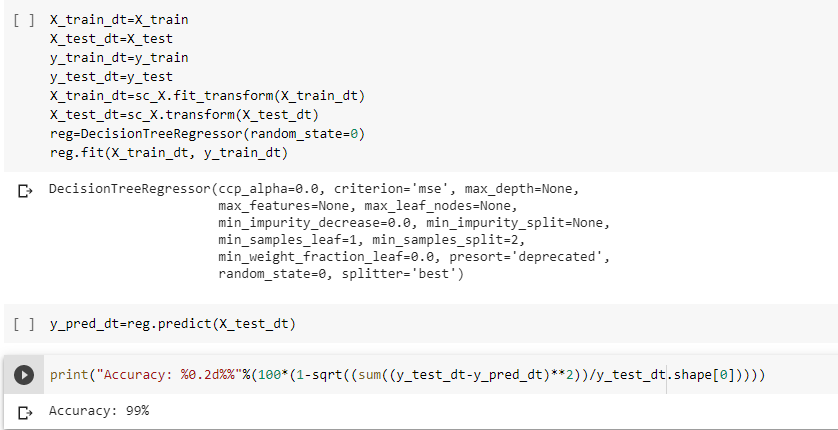 [ ] X_train_dt=X_train
X_test_dt=X_test
y_train_dt=y_train
y_test_dt=y_test
X_train_dt=sc_X.fit_transform(X_train_dt)
X_test_dt=sc_X.transform(X_test_dt)
reg=DecisionTreeRegressor(random_state=0)
reg.fit(X_train_dt, y_train_dt)
DecisionTreeRegressor(ccp_alpha=0.0, criterion='mse', max_depth=None,
max_features=None, max_leaf_nodes=None,
min_impurity_decrease=0.0, min_impurity_split=None,
min_samples_leaf=1, min_samples_split=2,
min_weight_fraction_leaf=0.0, presort='deprecated',
random_state=0, splitter='best')
[ ] y_pred_dt=reg.predict(X_test_dt)
print("Accuracy: %0.2d%%"%(100*(1-sqrt((sum((y_test_dt-y_pred_dt)**2))/y_test_dt.shape[0]))))
Accuracy: 99%